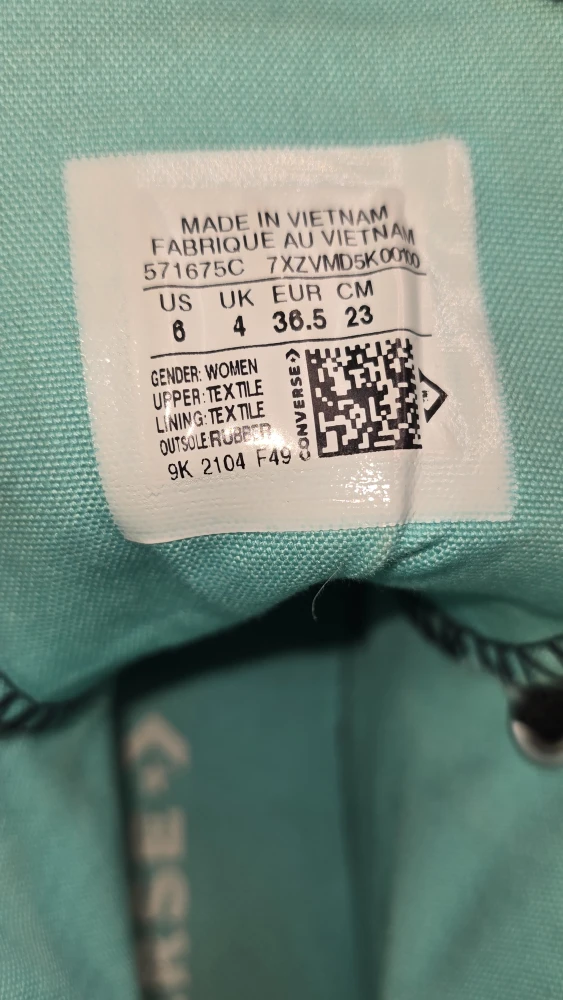 MADE IN VIETNAM
FABRIQUE AU VIETNAM
571675C 7XZVMD5K00100
US UK EUR CM
6 4 36.5 23
GENDER: WOMEN
UPPER: TEXTILE
LINING: TEXTILE
OUTSOLE RUBBER
9K 2104 F49
CONVERSE
RSE